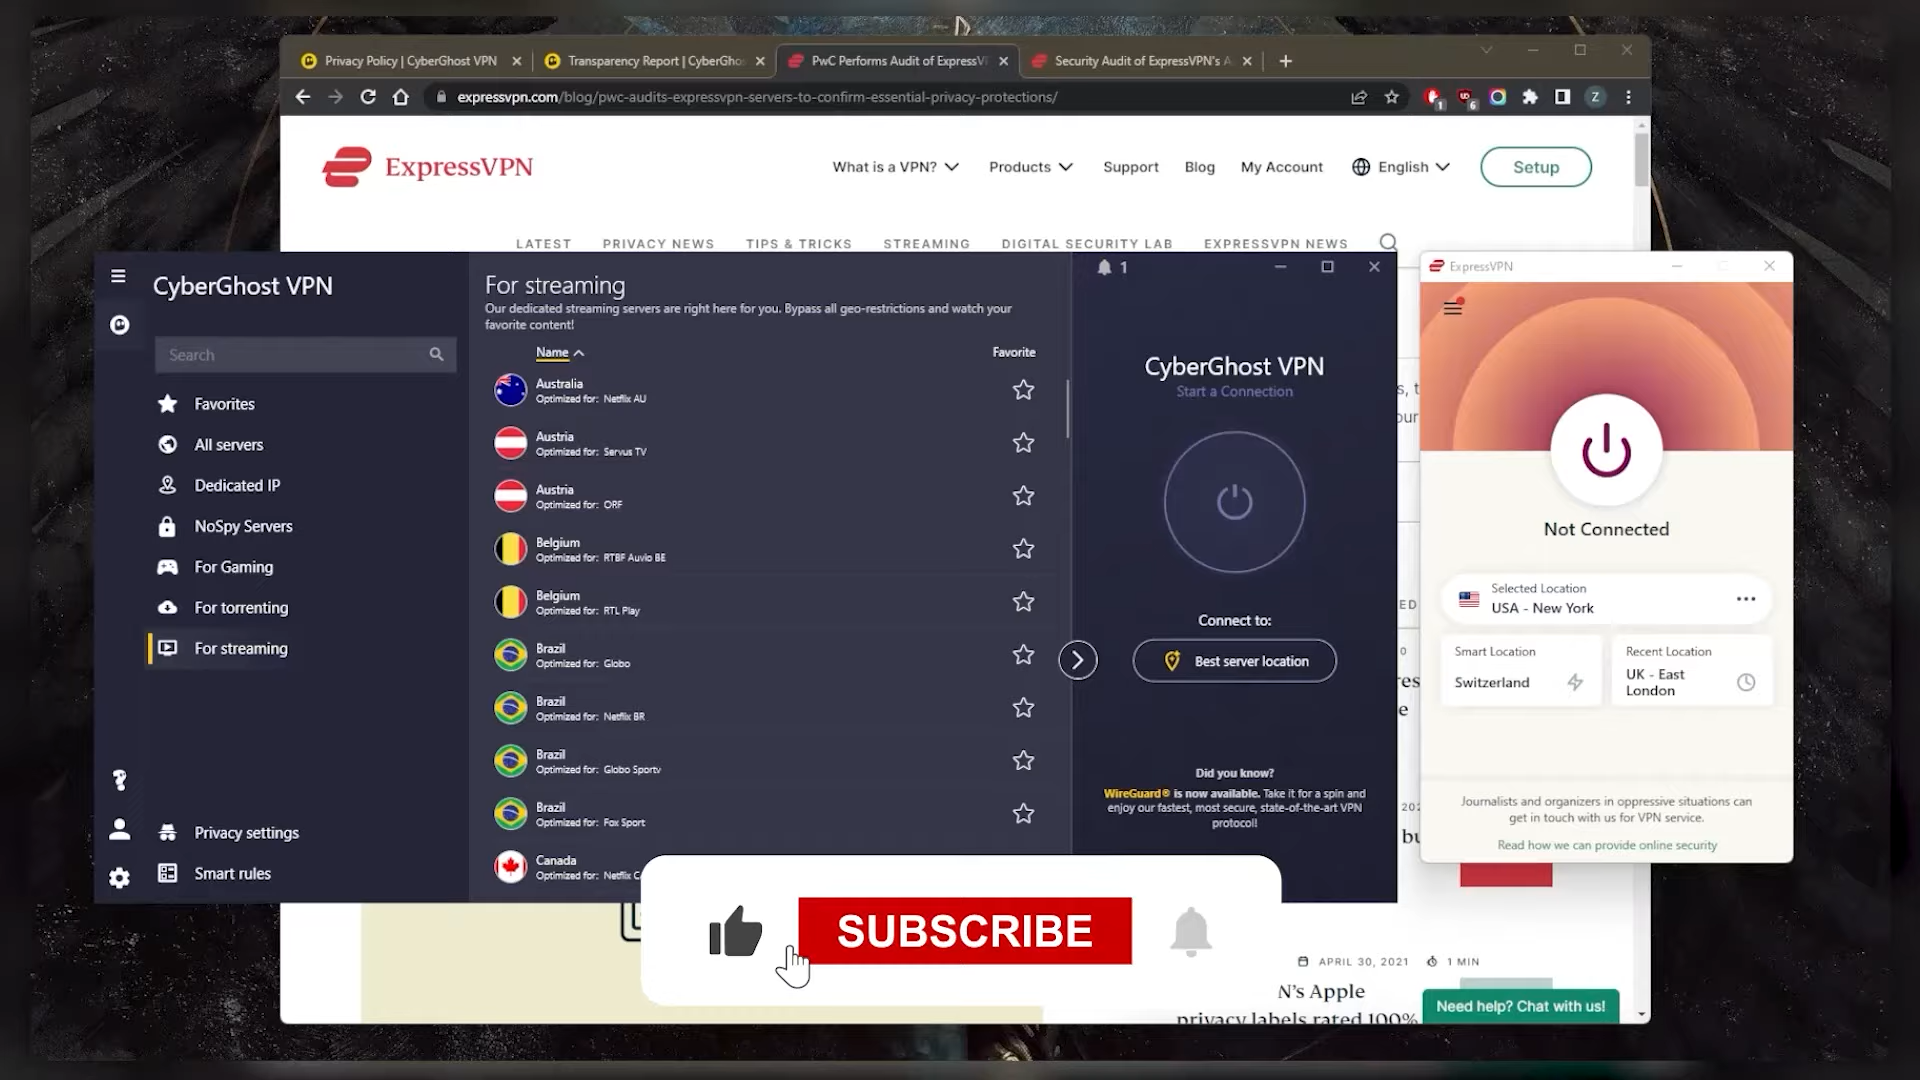 Privacy Policy | CyberGhost VPN
Transparency Report | CyberGhos
PwC Performs Audit of ExpressV
Security Audit of ExpressVPN's A
expressvpn.com/blog/pwc-audits-expressvpn-servers-to-confirm-essential-privacy-protections/
1
6
Z
ExpressVPN
What is a VPN?
Products
Support
Blog
My Account
English
Setup
LATEST
PRIVACY NEWS
TIPS & TRICKS
STREAMING
DIGITAL SECURITY LAB
EXPRESSVPN NEWS
CyberGhost VPN
Search
Favorites
All servers
Dedicated IP
NoSpy Servers
For Gaming
For torrenting
For streaming
Privacy settings
Smart rules
For streaming
Our dedicated streaming servers are right here for you. Bypass all geo-restrictions and watch your
favorite content!
Name
Favorite
Australia
Optimized for: Netflix AU
Austria
Optimized for: Servus TV
Austria
Optimized for: ORF
Belgium
Optimized for: RTBF Auvio BE
Belgium
Optimized for: RTL Play
Brazil
Optimized for: Globo
Brazil
Optimized for: Netflix BR
Brazil
Optimized for: Globo Sportv
Brazil
Optimized for: Fox Sport
Canada
Optimized for: Netflix C
1
CyberGhost VPN
Start a Connection
Connect to:
Best server location
Did you know?
WireGuard® is now available. Take it for a spin and
enjoy our fastest, most secure, state-of-the-art VPN
protocol!
ExpressVPN
Not Connected
Selected Location
USA - New York
Smart Location
Switzerland
Recent Location
UK - East
London
Journalists and organizers in oppressive situations can
get in touch with us for VPN service.
Read how we can provide online security
SUBSCRIBE
APRIL 30, 2021
1 MIN
N's Apple
privacy labels rated 100%
Need help? Chat with us!